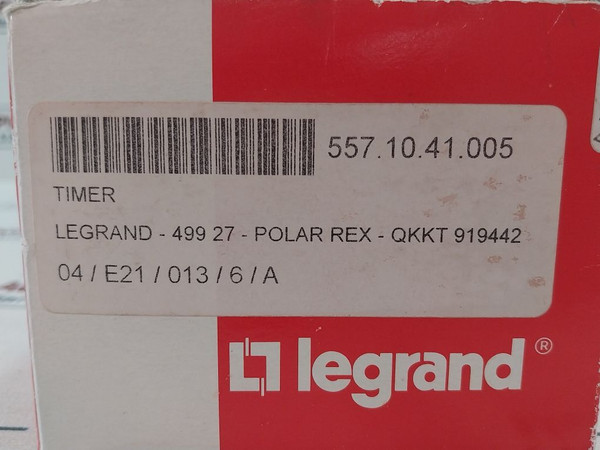 557.10.41.005
TIMER
LEGRAND - 499 27 - POLAR REX - QKKT 919442
04 / E21 / 013 / 6 / A
legrand®